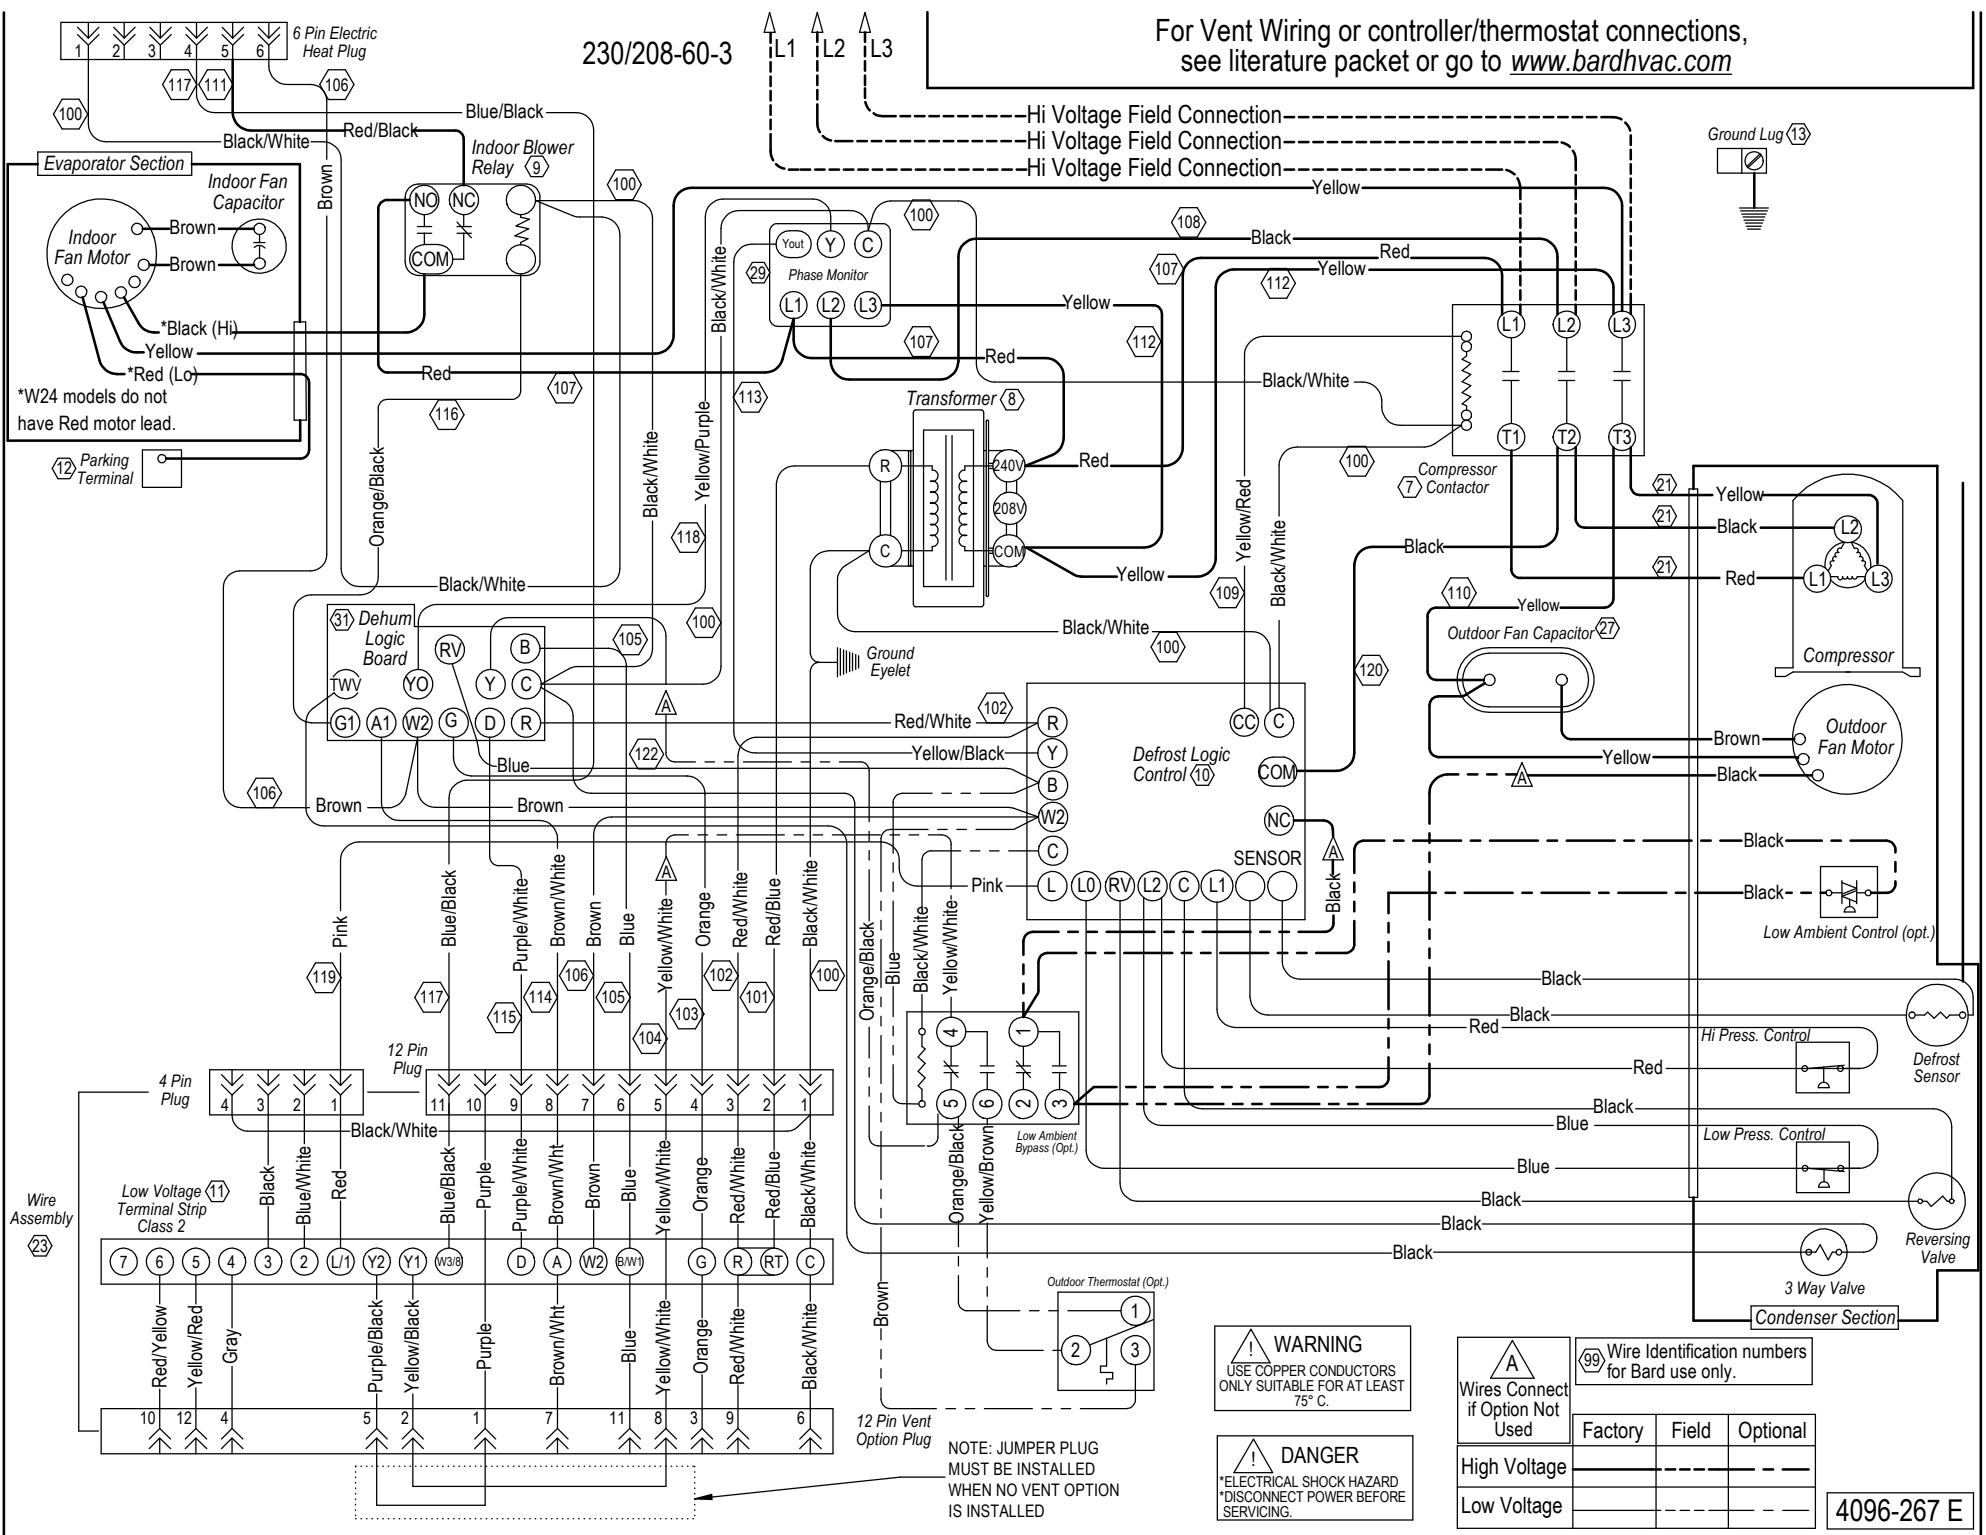 1 2 3 4 5 6
6 Pin Electric
Heat Plug
230/208-60-3
L1 L2 L3
For Vent Wiring or controller/thermostat connections,
see literature packet or go to www.bardhvac.com
117 111 106
100
Blue/Black
Red/Black
Black/White
Brown
Hi Voltage Field Connection
Hi Voltage Field Connection
Hi Voltage Field Connection
Ground Lug 13
Evaporator Section
Indoor Fan
Capacitor
Indoor
Fan Motor
Brown
Brown
*Black (Hi)
Yellow
*Red (Lo)
*W24 models do not
have Red motor lead.
12 Parking
Terminal
Indoor Blower
Relay 9
NO NC
COM
100
Red
107
116
Orange/Black
Black/White
Black/White
Yellow/Purple
Black/White
118
100
113
29
Yout Y C
Phase Monitor
L1 L2 L3
100
Yellow
108
Black
107
Red
112
Yellow
Yellow
112
107
Red
Black/White
Transformer 8
R
C
240V
208V
COM
Red
Yellow
Black/White
100
Ground
Eyelet
Yellow/Red
109
Black/White
100
L1 L2 L3
T1 T2 T3
7 Compressor
Contactor
21 Yellow
21 Black
21 Red
L2
L1 L3
Compressor
Black
110
Yellow
Outdoor Fan Capacitor 27
120
Outdoor
Fan Motor
Brown
Yellow
A Black
31 Dehum
Logic
Board
RV B
TWV YO Y C
G1 A1 W2 G D R
105
A
122
Blue
106
Brown
Brown
Red/White 102
Yellow/Black
Defrost Logic
Control 10
R
Y
B
W2
C
CC C
COM
NC
SENSOR
L L0 RV L2 C L1
Pink
A
Black
Black
Black
Low Ambient Control (opt.)
Pink
119
Blue/Black
117
Purple/White
115
Brown/White
114
Brown
106
Blue
105
A
Yellow/White
104
Orange
103
Red/White
102
Red/Blue
101
Black/White
100
Orange/Black
Blue
Black/White
Yellow/White
4 1
5 6 2 3
Low Ambient
Bypass (Opt.)
Orange/Black
Yellow/Brown
Brown
Black
Black
Red
Red
Black
Blue
Blue
Black
Black
Black
Defrost
Sensor
Hi Press. Control
Low Press. Control
Reversing
Valve
3 Way Valve
Condenser Section
4 Pin
Plug
4 3 2 1
12 Pin
Plug
11 10 9 8 7 6 5 4 3 2 1
Black/White
Black
Blue/White
Red
Blue/Black
Purple
Purple/White
Brown/Wht
Brown
Blue
Yellow/White
Orange
Red/White
Red/Blue
Black/White
Wire
Assembly
23
Low Voltage 11
Terminal Strip
Class 2
7 6 5 4 3 2 L/1 Y2 Y1 W3/8 D A W2 B/W1 G R RT C
Red/Yellow
Yellow/Red
Gray
Purple/Black
Yellow/Black
Purple
Brown/Wht
Blue
Yellow/White
Orange
Red/White
Black/White
10 12 4 5 2 1 7 11 8 3 9 6
12 Pin Vent
Option Plug
NOTE: JUMPER PLUG
MUST BE INSTALLED
WHEN NO VENT OPTION
IS INSTALLED
Outdoor Thermostat (Opt.)
1
2 3
! WARNING
USE COPPER CONDUCTORS
ONLY SUITABLE FOR AT LEAST
75° C.
! DANGER
*ELECTRICAL SHOCK HAZARD
*DISCONNECT POWER BEFORE
SERVICING.
A
Wires Connect
if Option Not
Used
99 Wire Identification numbers
for Bard use only.
Factory Field Optional
High Voltage
Low Voltage
4096-267 E